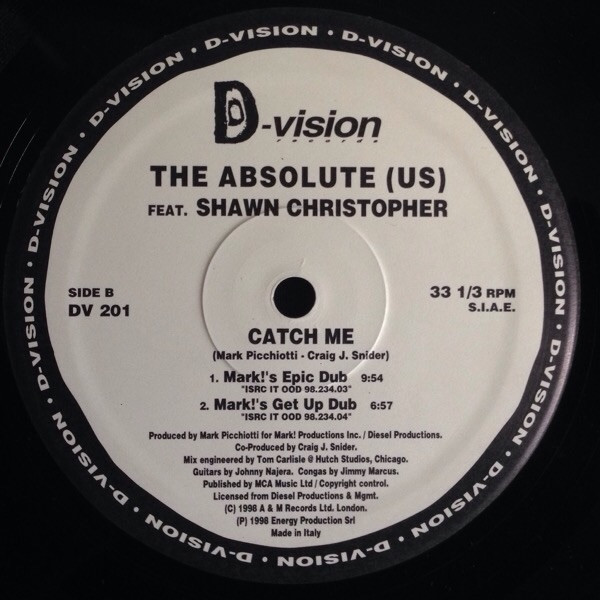 D-VISION • D-VISION • D-VISION • D-VISION • D-VISION • D-VISION • D-VISION • D-VISION • D-VISION • D-VISION • D-VISION • D-VISION •
D-vision
records
THE ABSOLUTE (US)
FEAT. SHAWN CHRISTOPHER
SIDE B
DV 201
33 1/3 RPM
S.I.A.E.
CATCH ME
(Mark Picchiotti - Craig J. Snider)
1. Mark!'s Epic Dub 9:54
"ISRC IT OOD 98.234.03"
2. Mark!'s Get Up Dub 6:57
"ISRC IT OOD 98.234.04"
Produced by Mark Picchiotti for Mark! Productions Inc. / Diesel Productions.
Co-Produced by Craig J. Snider.
Mix engineered by Tom Carlisle @ Hutch Studios, Chicago.
Guitars by Johnny Najera. Congas by Jimmy Marcus.
Published by MCA Music Ltd / Copyright control.
Licensed from Diesel Productions & Mgmt.
(C) 1998 A & M Records Ltd. London.
(P) 1998 Energy Production Srl
Made in Italy